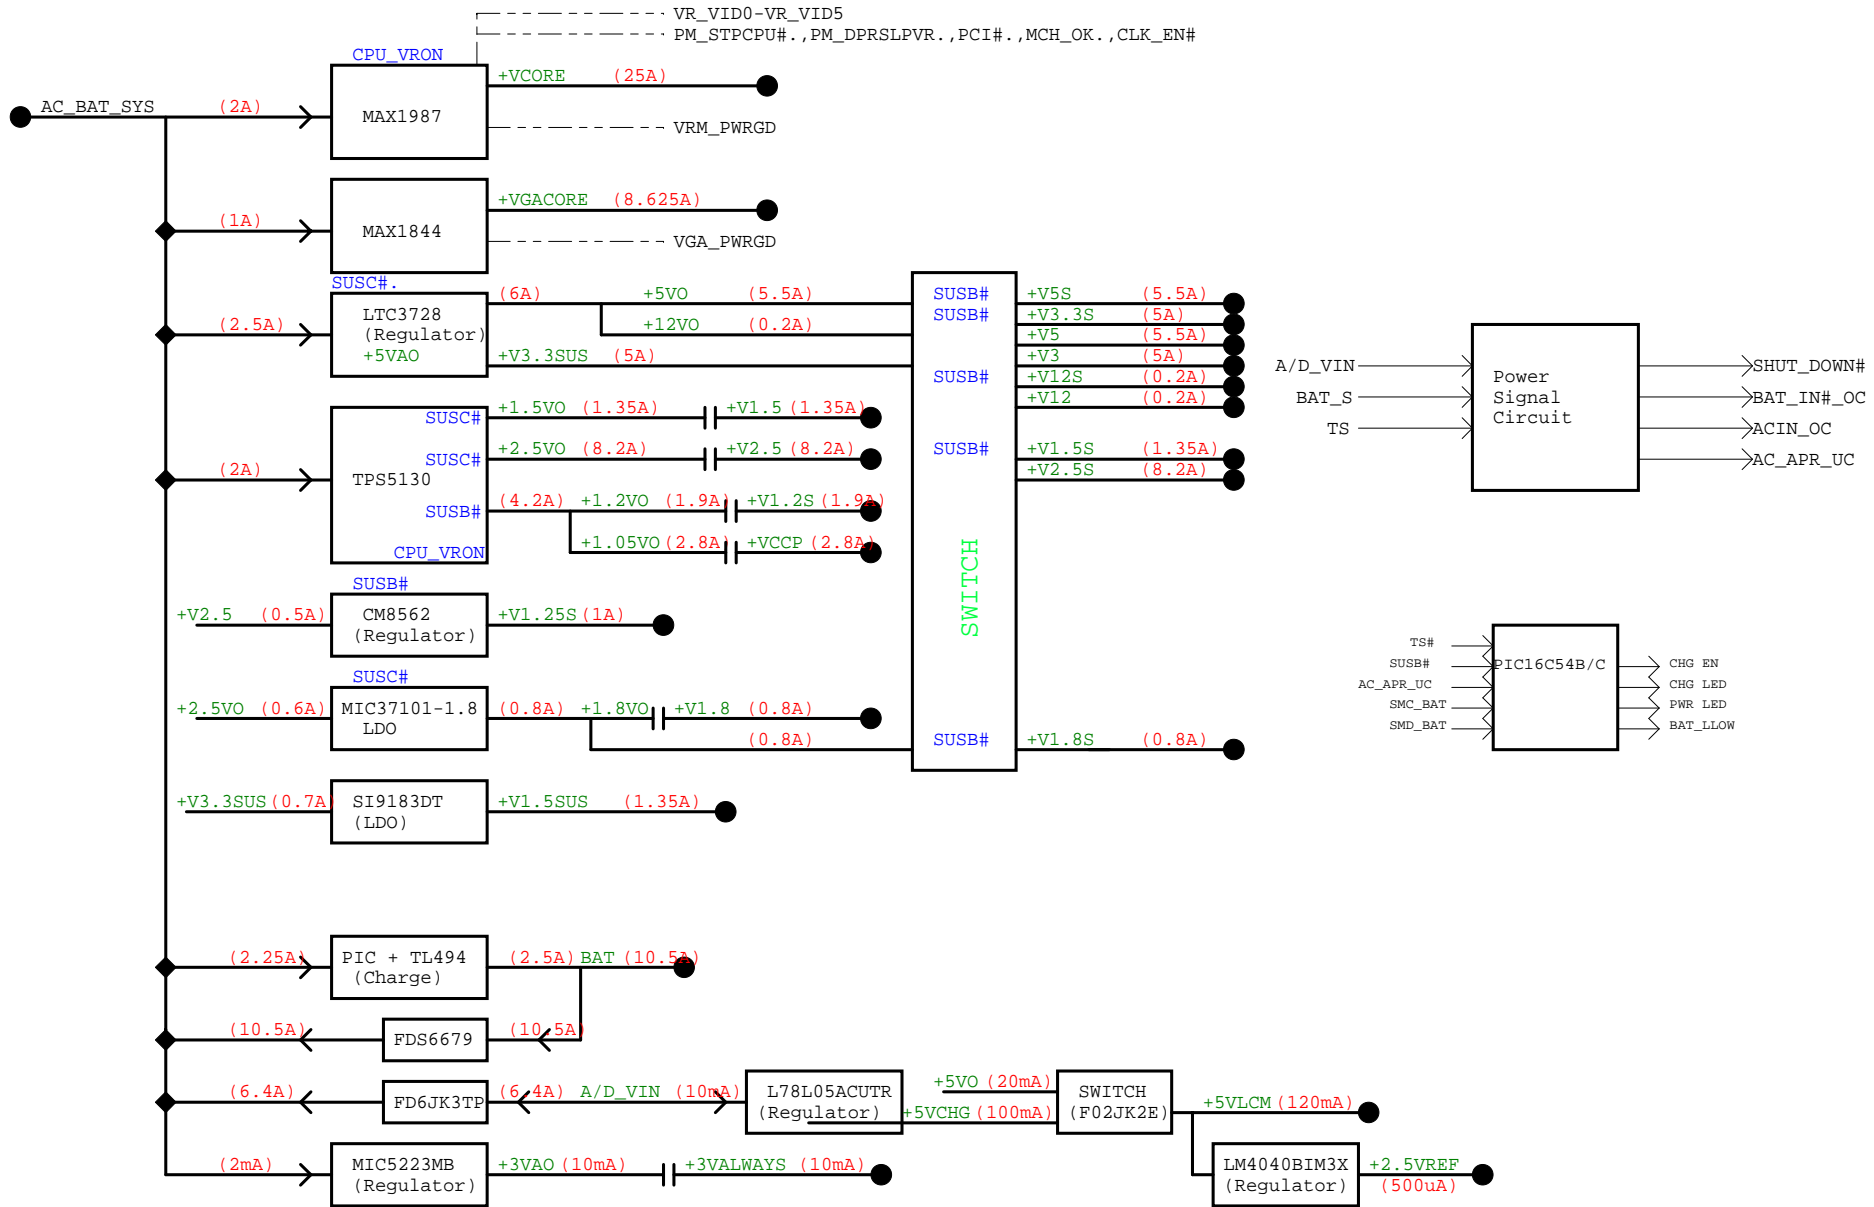 VR_VID0-VR_VID5
PM_STPCPU#.,PM_DPRSLPVR.,PCI#.,MCH_OK.,CLK_EN#
CPU_VRON
+VCORE (25A)
AC_BAT_SYS (2A)
MAX1987
VRM_PWRGD
+VGACORE (8.625A)
(1A)
MAX1844
VGA_PWRGD
SUSC#.
(6A) +5VO (5.5A)
SUSB# +V5S (5.5A)
LTC3728
SUSB# +V3.3S (5A)
(2.5A) (Regulator)
+12VO (0.2A)
+V5 (5.5A)
+5VAO
+V3.3SUS (5A)
+V3 (5A)
SUSB# +V12S (0.2A)
+V12 (0.2A)
A/D_VIN
BAT_S
TS
Power
Signal
Circuit
SHUT_DOWN#
BAT_IN#_OC
ACIN_OC
AC_APR_UC
SUSC# +1.5VO (1.35A) +V1.5 (1.35A)
SUSB# +V1.5S (1.35A)
SUSC# +2.5VO (8.2A) +V2.5 (8.2A)
+V2.5S (8.2A)
(2A) TPS5130
SUSB# (4.2A) +1.2VO (1.9A) +V1.2S (1.9A)
+1.05VO (2.8A) +VCCP (2.8A)
CPU_VRON
SWITCH
SUSB#
+V2.5 (0.5A) CM8562 +V1.25S (1A)
(Regulator)
SUSC#
+2.5VO (0.6A) MIC37101-1.8 (0.8A) +1.8VO +V1.8 (0.8A)
LDO
(0.8A) SUSB# +V1.8S (0.8A)
TS#
SUSB#
AC_APR_UC
SMC_BAT
SMD_BAT
PIC16C54B/C
CHG EN
CHG LED
PWR LED
BAT_LLOW
+V3.3SUS (0.7A) SI9183DT +V1.5SUS (1.35A)
(LDO)
(2.25A) PIC + TL494 (2.5A) BAT (10.5A)
(Charge)
(10.5A) FDS6679 (10.5A)
(6.4A) FD6JK3TP (6.4A) A/D_VIN (10mA) L78L05ACUTR
(Regulator)
+5VO (20mA)
+5VCHG (100mA)
SWITCH
(F02JK2E)
+5VLCM (120mA)
(2mA) MIC5223MB +3VAO (10mA) +3VALWAYS (10mA)
(Regulator)
LM4040BIM3X +2.5VREF
(Regulator) (500uA)